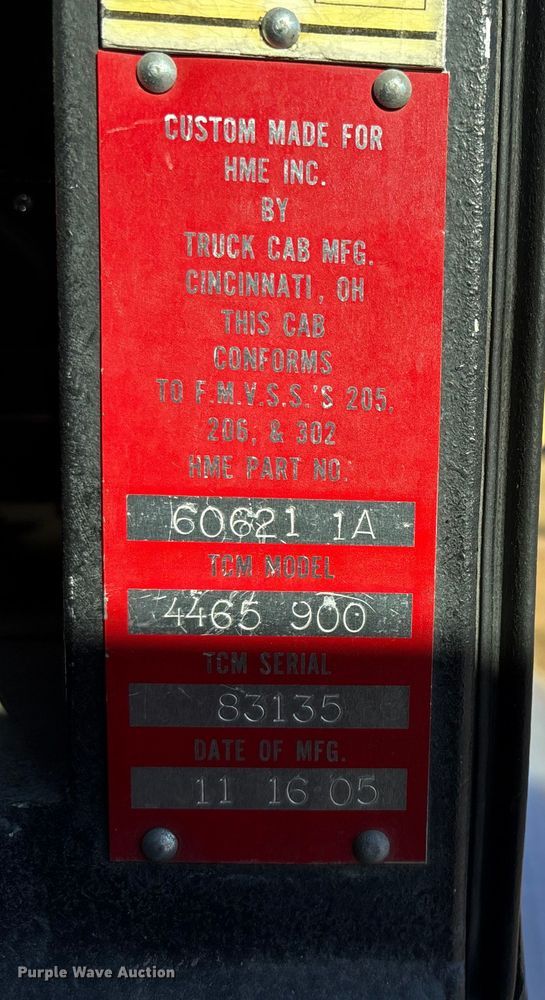 CUSTOM MADE FOR
HME INC.
BY
TRUCK CAB MFG.
CINCINNATI, OH
THIS CAB
CONFORMS
TO F.M.V.S.S.'S 205,
206, & 302
HME PART NO.
60621 1A
TCM MODEL
4465 900
TCM SERIAL
83135
DATE OF MFG.
11 16 05
Purple Wave Auction